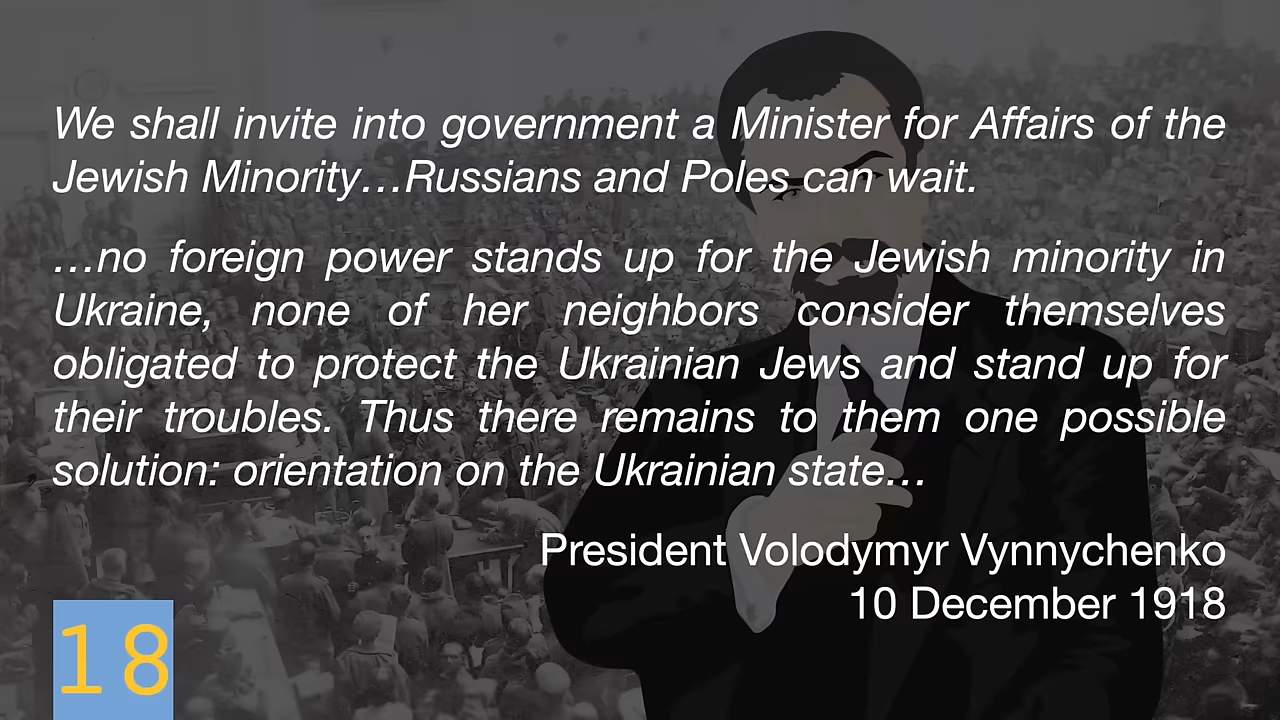 We shall invite into government a Minister for Affairs of the
Jewish Minority…Russians and Poles can wait.
…no foreign power stands up for the Jewish minority in
Ukraine, none of her neighbors consider themselves
obligated to protect the Ukrainian Jews and stand up for
their troubles. Thus there remains to them one possible
solution: orientation on the Ukrainian state…
President Volodymyr Vynnychenko
10 December 1918
18